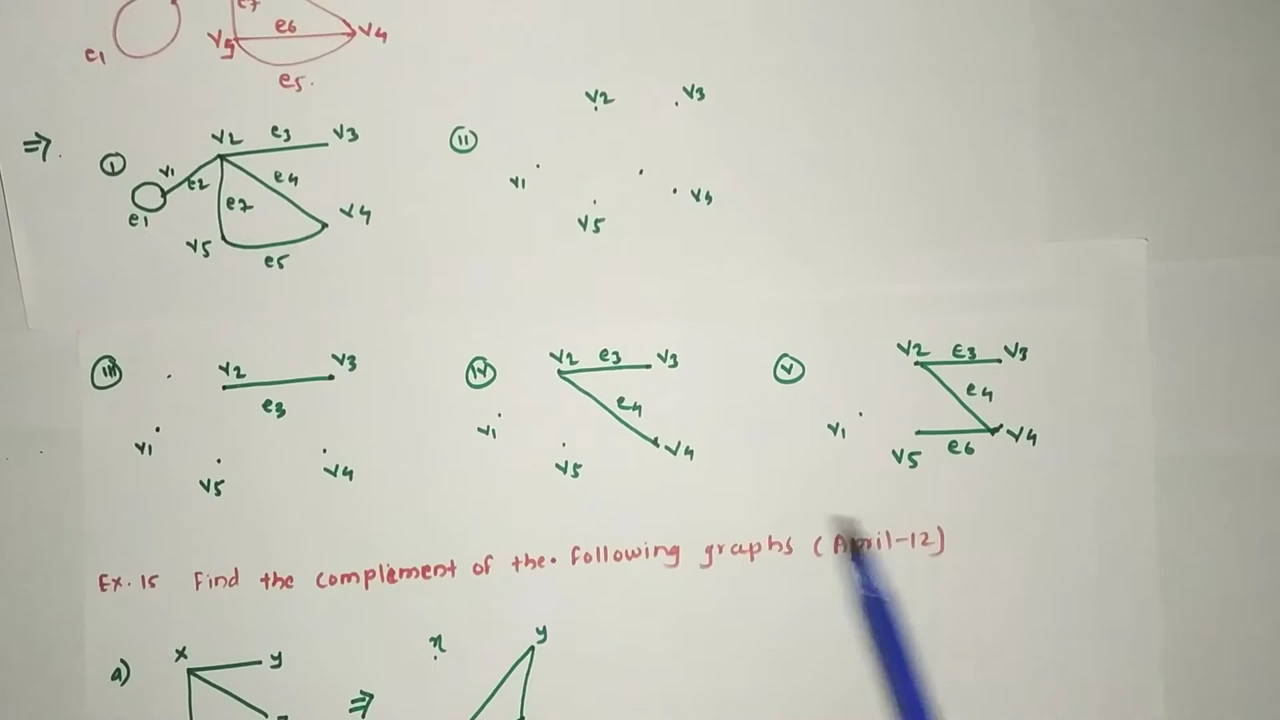 e7
e6
V5 V4
e1
e5.
V2 V3
⇒. (I) V2 e3 V3 (II)
V1 e2 e4 V1 V4
e1 e7 V4
V5 V5
e5
(III) V2 V3 (IV) V2 e3 V3 (V) V2 E3 V3
e3 e4 e4
V1 V1 V1 V4
V5 V4 V5 V4 V5 e6
Ex. 15 Find the complement of the. following graphs (April-12)
a) x y ⇒ x y